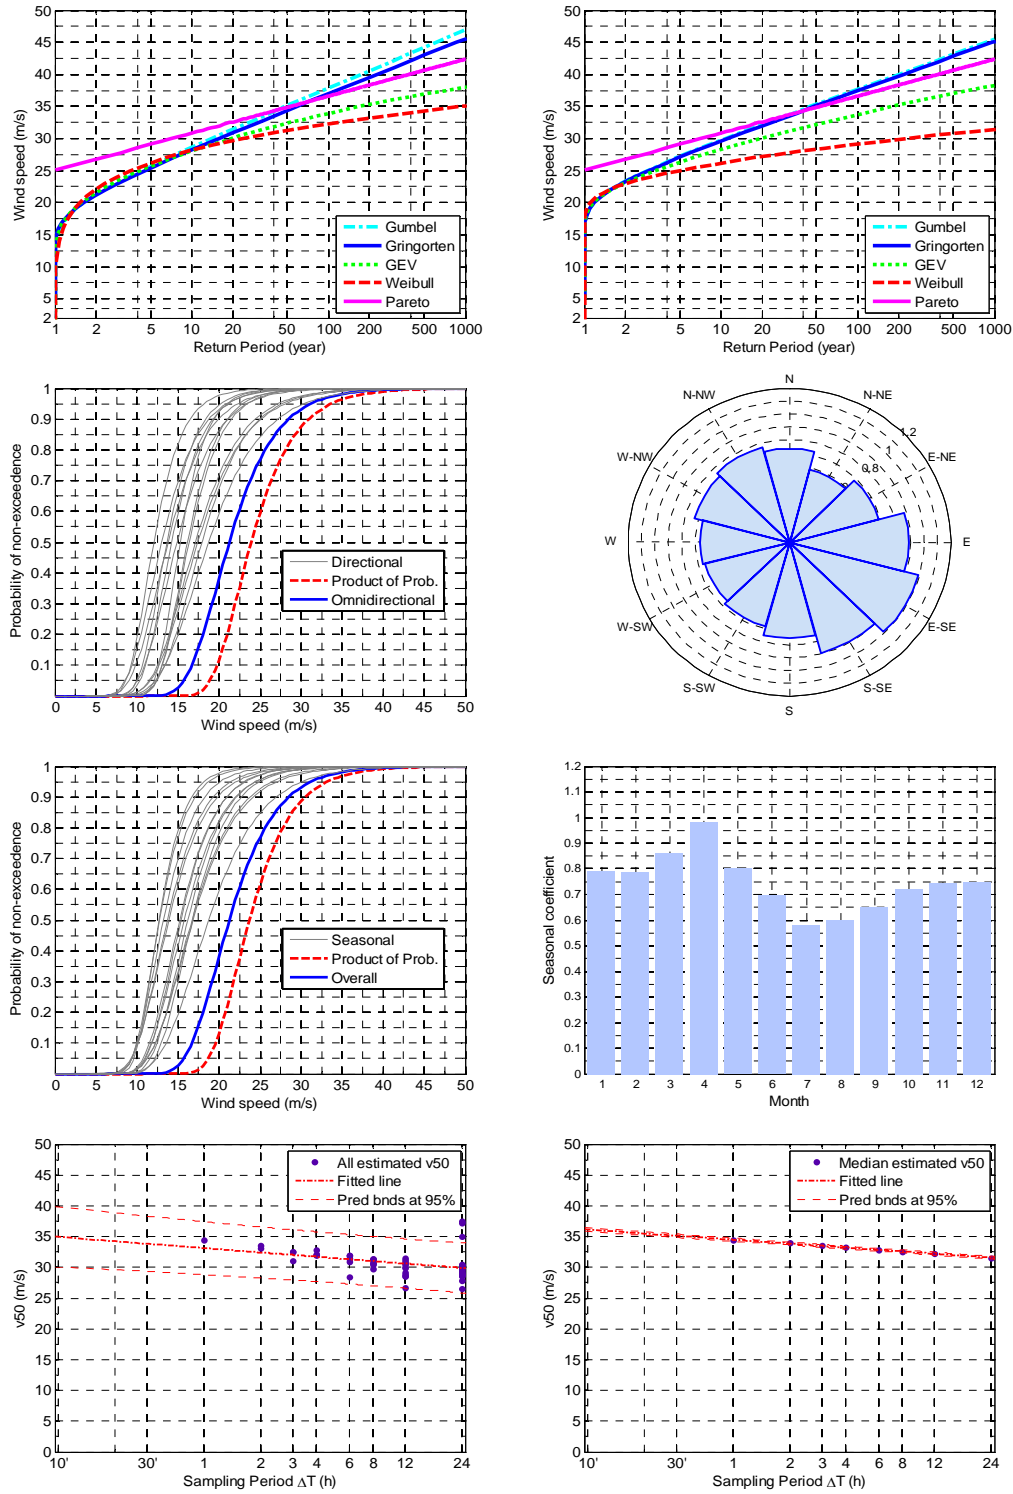 50
45
40
35
30
25
20
15
10
5
2
Wind speed (m/s)
1 2 5 10 20 50 100 200 500 1000
Return Period (year)
Gumbel
Gringorten
GEV
Weibull
Pareto
50
45
40
35
30
25
20
15
10
5
2
Wind speed (m/s)
1 2 5 10 20 50 100 200 500 1000
Return Period (year)
Gumbel
Gringorten
GEV
Weibull
Pareto
1
0.9
0.8
0.7
0.6
0.5
0.4
0.3
0.2
0.1
Probability of non-exceedence
0 5 10 15 20 25 30 35 40 45 50
Wind speed (m/s)
Directional
Product of Prob.
Omnidirectional
N
N-NE
E-NE
E
E-SE
S-SE
S
S-SW
W-SW
W
W-NW
N-NW
1.2
1
0.8
1
0.9
0.8
0.7
0.6
0.5
0.4
0.3
0.2
0.1
Probability of non-exceedence
0 5 10 15 20 25 30 35 40 45 50
Wind speed (m/s)
Seasonal
Product of Prob.
Overall
1.2
1.1
1
0.9
0.8
0.7
0.6
0.5
0.4
0.3
0.2
0.1
0
Seasonal coefficient
1 2 3 4 5 6 7 8 9 10 11 12
Month
50
45
40
35
30
25
20
15
10
5
0
v50 (m/s)
10' 30' 1 2 3 4 6 8 12 24
Sampling Period ΔT (h)
All estimated v50
Fitted line
Pred bnds at 95%
50
45
40
35
30
25
20
15
10
5
0
v50 (m/s)
10' 30' 1 2 3 4 6 8 12 24
Sampling Period ΔT (h)
Median estimated v50
Fitted line
Pred bnds at 95%